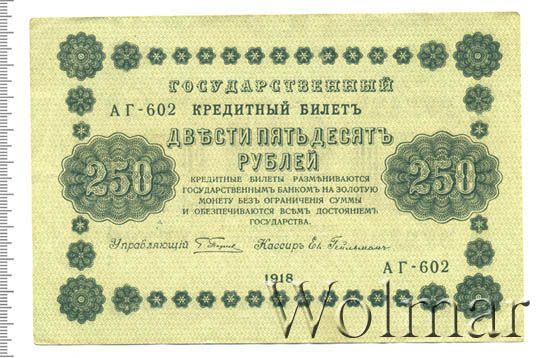 ГОСУДАРСТВЕННЫЙ
АГ-602 КРЕДИТНЫЙ БИЛЕТЪ
ДВѢСТИ ПЯТЬДЕСЯТЪ
РУБЛЕЙ
250 250
КРЕДИТНЫЕ БИЛЕТЫ РАЗМѢНИВАЮТСЯ
ГОСУДАРСТВЕННЫМЪ БАНКОМЪ НА ЗОЛОТУЮ
МОНЕТУ БЕЗЪ ОГРАНИЧЕНІЯ СУММЫ
И ОБЕЗПЕЧИВАЮТСЯ ВСѢМЪ ДОСТОЯНІЕМЪ
ГОСУДАРСТВА.
Управляющій Кассиръ
1918
АГ-602
Wolmar